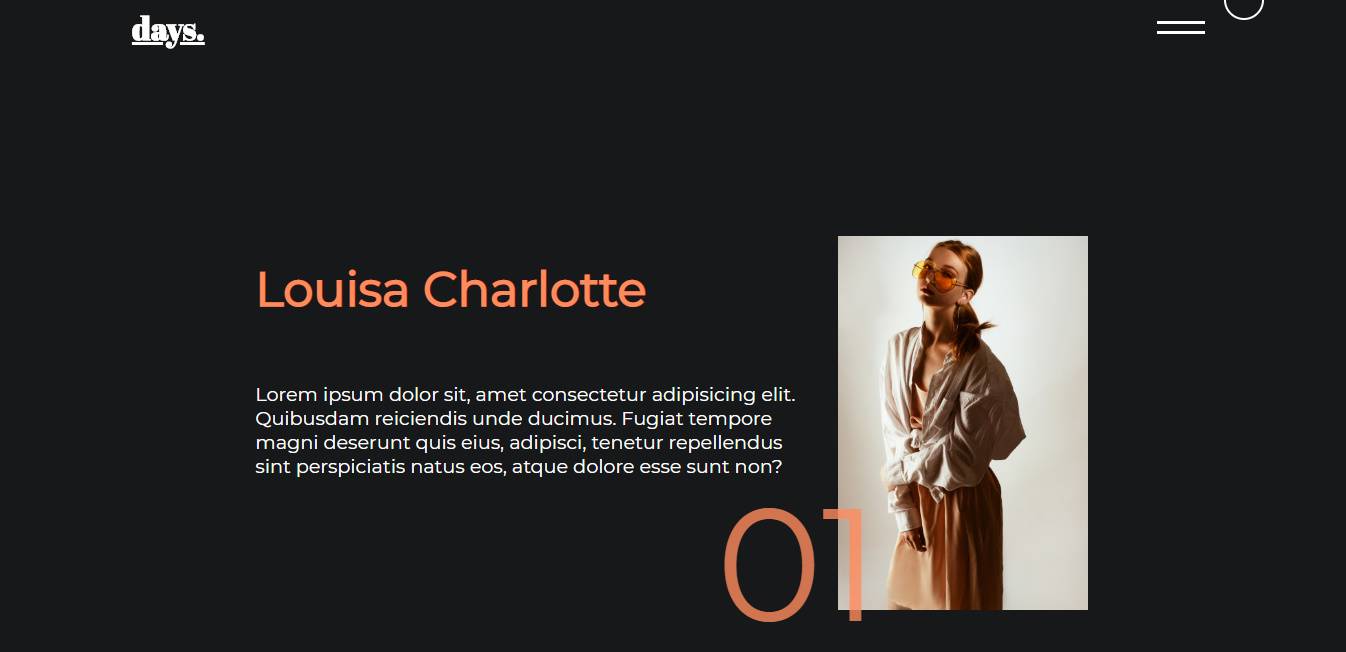 days.
Louisa Charlotte
Lorem ipsum dolor sit, amet consectetur adipisicing elit.
Quibusdam reiciendis unde ducimus. Fugiat tempore
magni deserunt quis eius, adipisci, tenetur repellendus
sint perspiciatis natus eos, atque dolore esse sunt non?
01